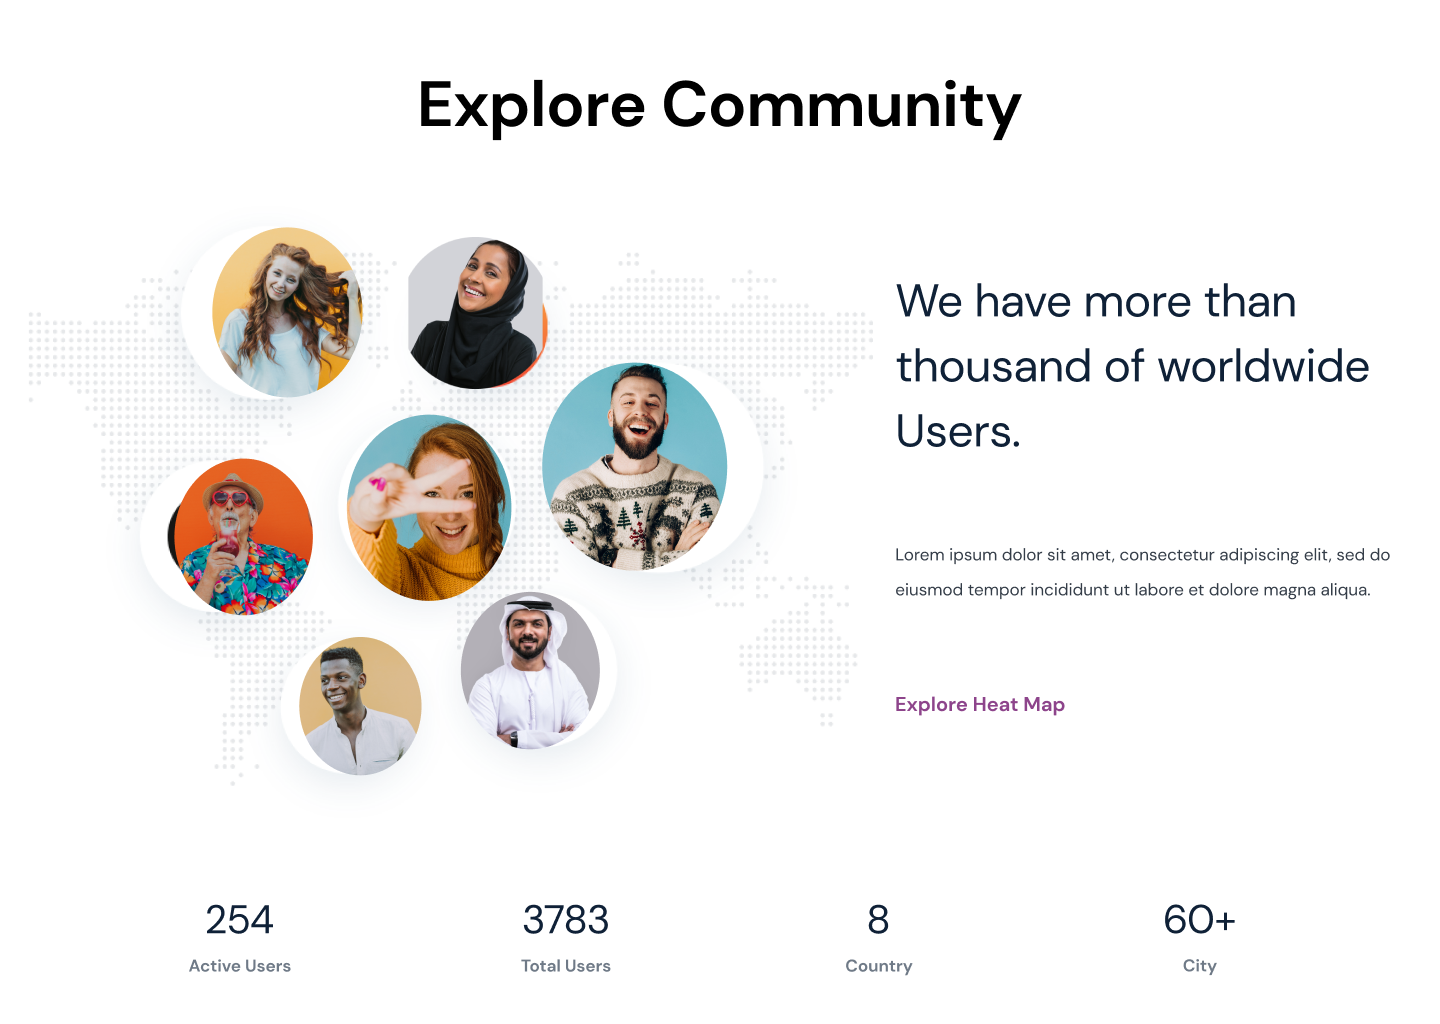 Explore Community
We have more than
thousand of worldwide
Users.
Lorem ipsum dolor sit amet, consectetur adipiscing elit, sed do
eiusmod tempor incididunt ut labore et dolore magna aliqua.
Explore Heat Map
254
Active Users
3783
Total Users
8
Country
60+
City